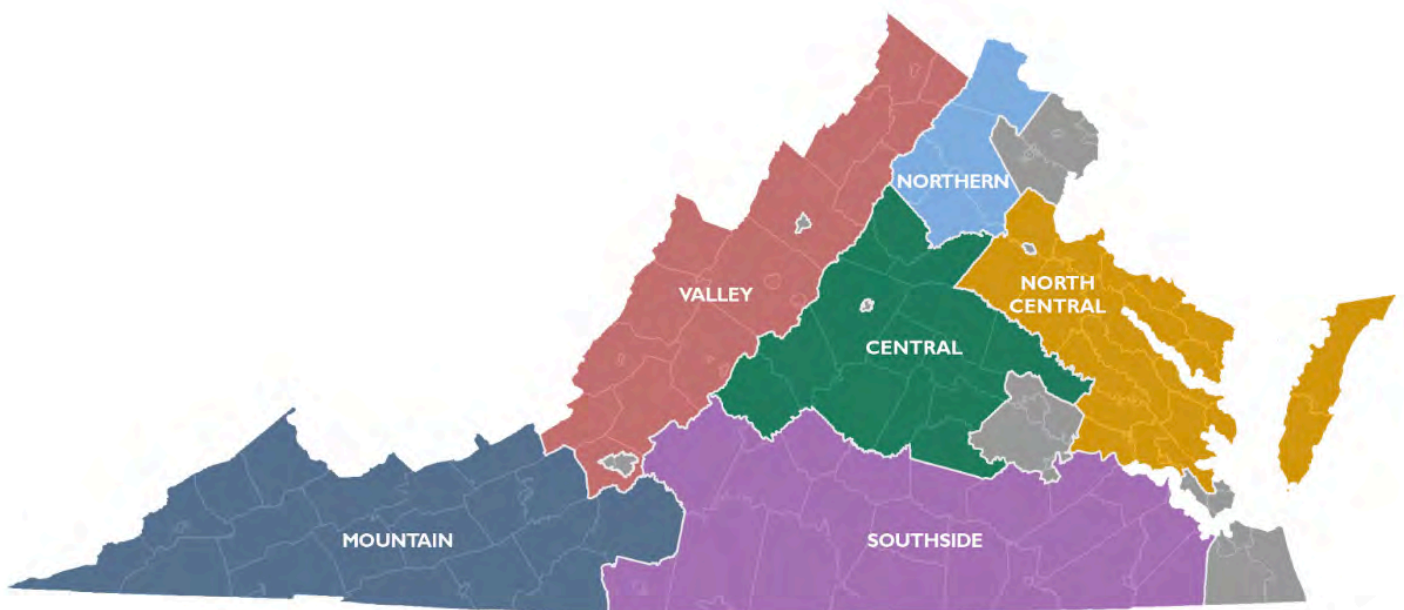 NORTHERN
VALLEY
NORTH
CENTRAL
CENTRAL
MOUNTAIN
SOUTHSIDE